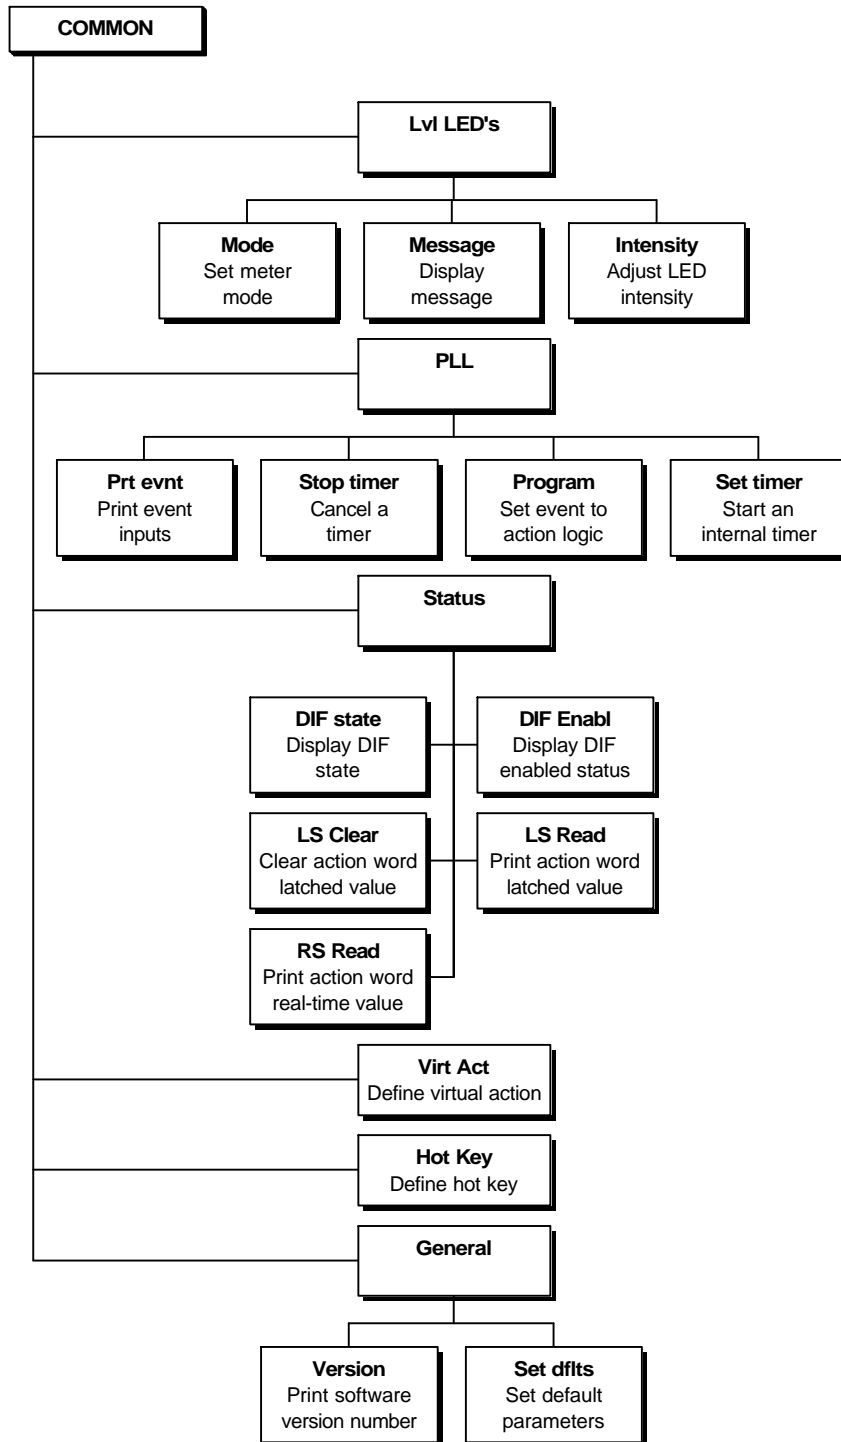 COMMON
Lvl LED's
Mode
Set meter
mode
Message
Display
message
Intensity
Adjust LED
intensity
PLL
Prt evnt
Print event
inputs
Stop timer
Cancel a
timer
Program
Set event to
action logic
Set timer
Start an
internal timer
Status
DIF state
Display DIF
state
DIF Enabl
Display DIF
enabled status
LS Clear
Clear action word
latched value
LS Read
Print action word
latched value
RS Read
Print action word
real-time value
Virt Act
Define virtual action
Hot Key
Define hot key
General
Version
Print software
version number
Set dflts
Set default
parameters